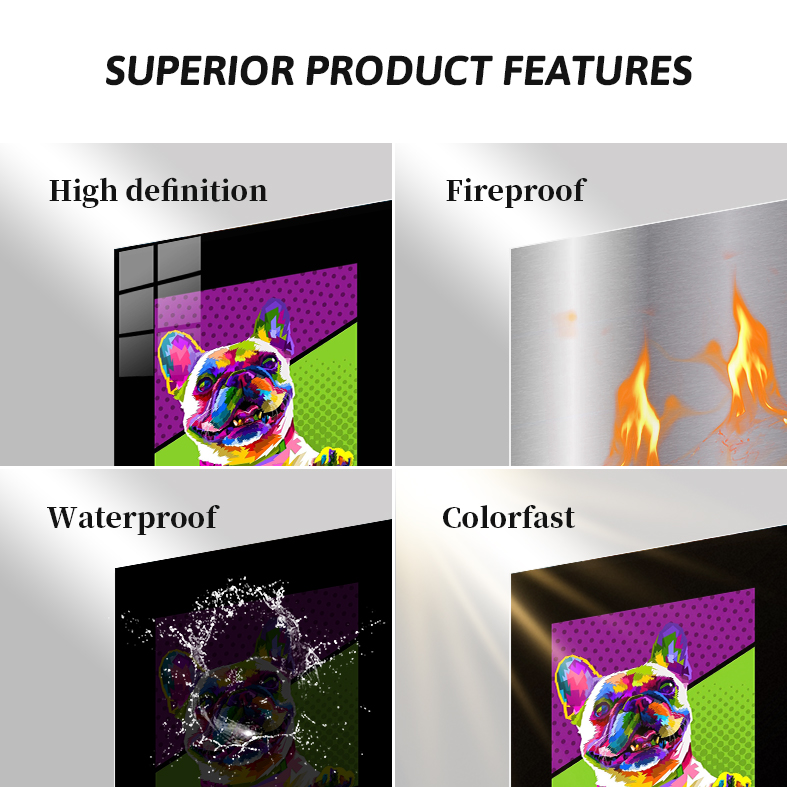 SUPERIOR PRODUCT FEATURES
High definition
Fireproof
Waterproof
Colorfast